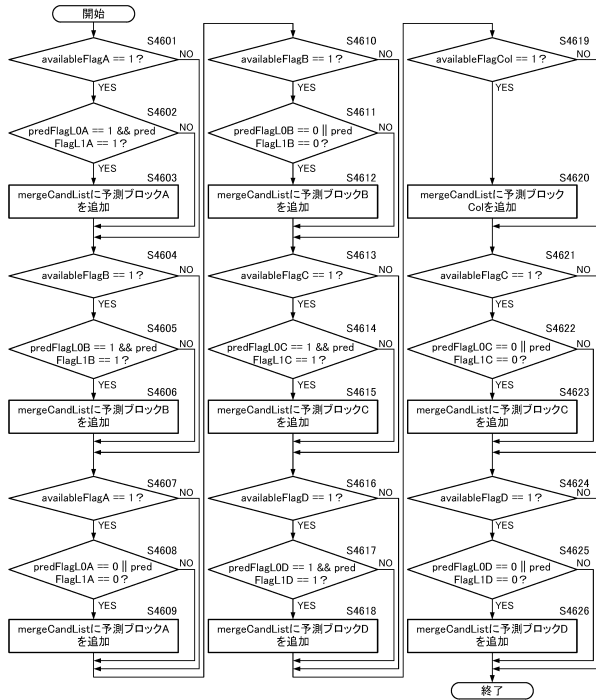 開始
S4601
availableFlagA == 1?
NO
YES
S4602
predFlagL0A == 1 && pred
FlagL1A == 1?
NO
YES
S4603
mergeCandListに予測ブロックA
を追加
S4604
availableFlagB == 1?
NO
YES
S4605
predFlagL0B == 1 && pred
FlagL1B == 1?
NO
YES
S4606
mergeCandListに予測ブロックB
を追加
S4607
availableFlagA == 1?
NO
YES
S4608
predFlagL0A == 0 || pred
FlagL1A == 0?
NO
YES
S4609
mergeCandListに予測ブロックA
を追加
S4610
availableFlagB == 1?
NO
YES
S4611
predFlagL0B == 0 || pred
FlagL1B == 0?
NO
YES
S4612
mergeCandListに予測ブロックB
を追加
S4613
availableFlagC == 1?
NO
YES
S4614
predFlagL0C == 1 && pred
FlagL1C == 1?
NO
YES
S4615
mergeCandListに予測ブロックC
を追加
S4616
availableFlagD == 1?
NO
YES
S4617
predFlagL0D == 1 && pred
FlagL1D == 1?
NO
YES
S4618
mergeCandListに予測ブロックD
を追加
S4619
availableFlagCol == 1?
NO
YES
S4620
mergeCandListに予測ブロック
Colを追加
S4621
availableFlagC == 1?
NO
YES
S4622
predFlagL0C == 0 || pred
FlagL1C == 0?
NO
YES
S4623
mergeCandListに予測ブロックC
を追加
S4624
availableFlagD == 1?
NO
YES
S4625
predFlagL0D == 0 || pred
FlagL1D == 0?
NO
YES
S4626
mergeCandListに予測ブロックD
を追加
終了